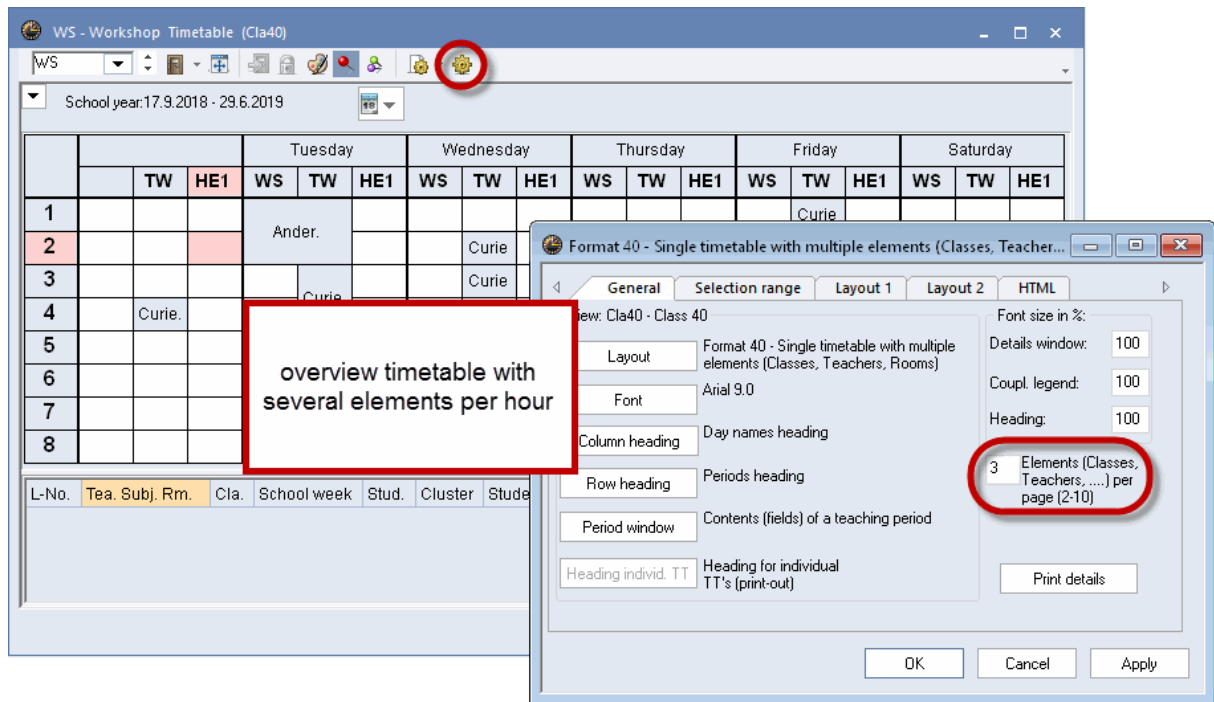 WS - Workshop Timetable (Cla40)
WS
School year:17.9.2018 - 29.6.2019
18
Tuesday Wednesday Thursday Friday Saturday
TW HE1 WS TW HE1 WS TW HE1 WS TW HE1 WS TW HE1 WS TW HE1
1 Ander. Curie
2 Curie
3 Curie Curie
4 Curie.
5
6
7
8
overview timetable with
several elements per hour
L-No. Tea. Subj. Rm. Cla. School week Stud. Cluster
Format 40 - Single timetable with multiple elements (Classes, Teacher...
General Selection range Layout 1 Layout 2 HTML
Cla40 - Class 40
Layout Format 40 - Single timetable with multiple
elements (Classes, Teachers, Rooms)
Font Arial 9.0
Column heading Day names heading
Row heading Periods heading
Period window Contents (fields) of a teaching period
Heading individ. TT Heading for individual
TT's (print-out)
Font size in %:
Details window: 100
Coupl. legend: 100
Heading: 100
3 Elements (Classes,
Teachers, ....) per
page (2-10)
Print details
OK Cancel Apply